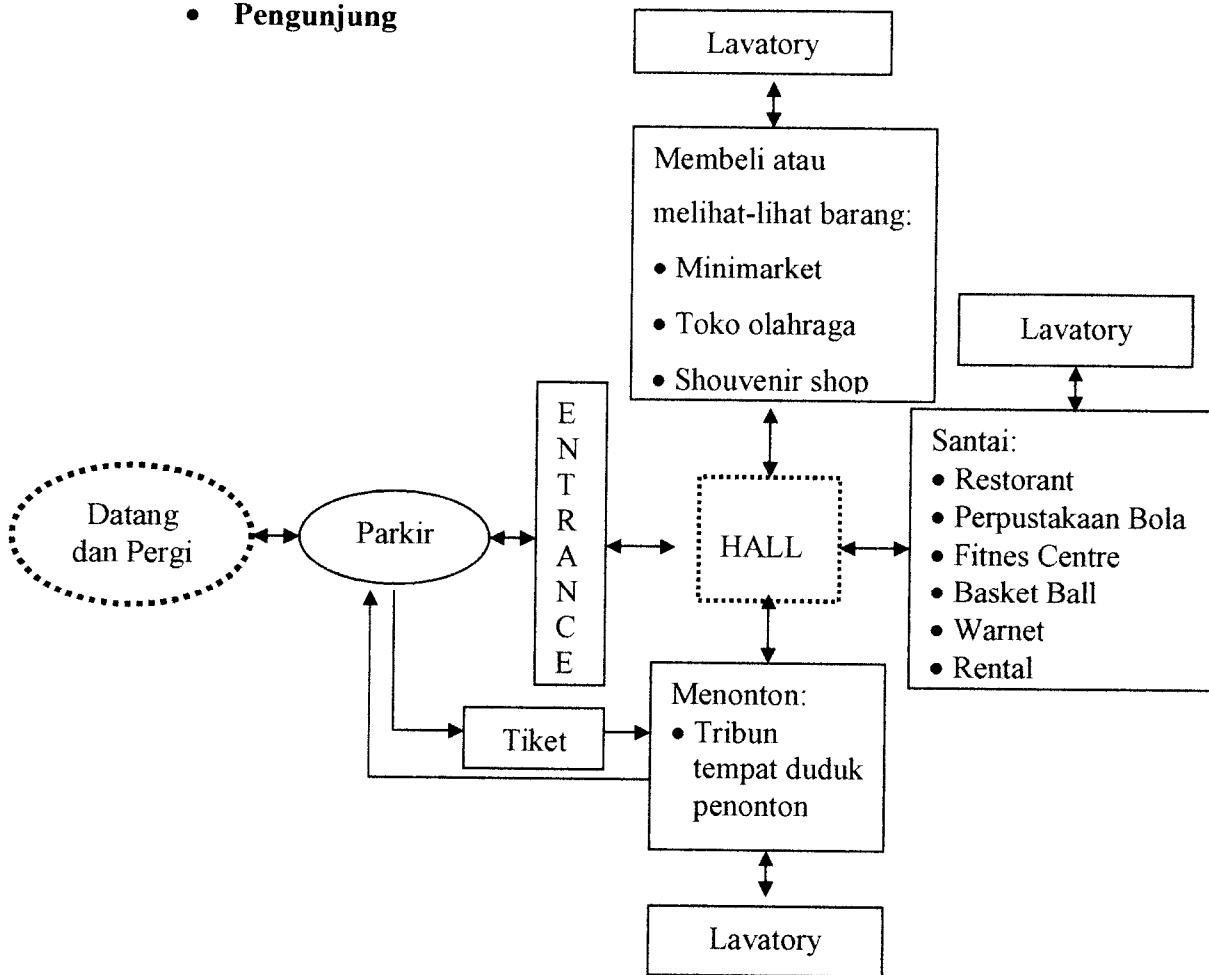 • Pengunjung
Lavatory
Membeli atau
melihat-lihat barang:
• Minimarket
• Toko olahraga
• Shouvenir shop
Lavatory
Santai:
• Restorant
• Perpustakaan Bola
• Fitnes Centre
• Basket Ball
• Warnet
• Rental
ENTRANCE
Datang
dan Pergi
Parkir
HALL
Tiket
Menonton:
• Tribun
tempat duduk
penonton
Lavatory